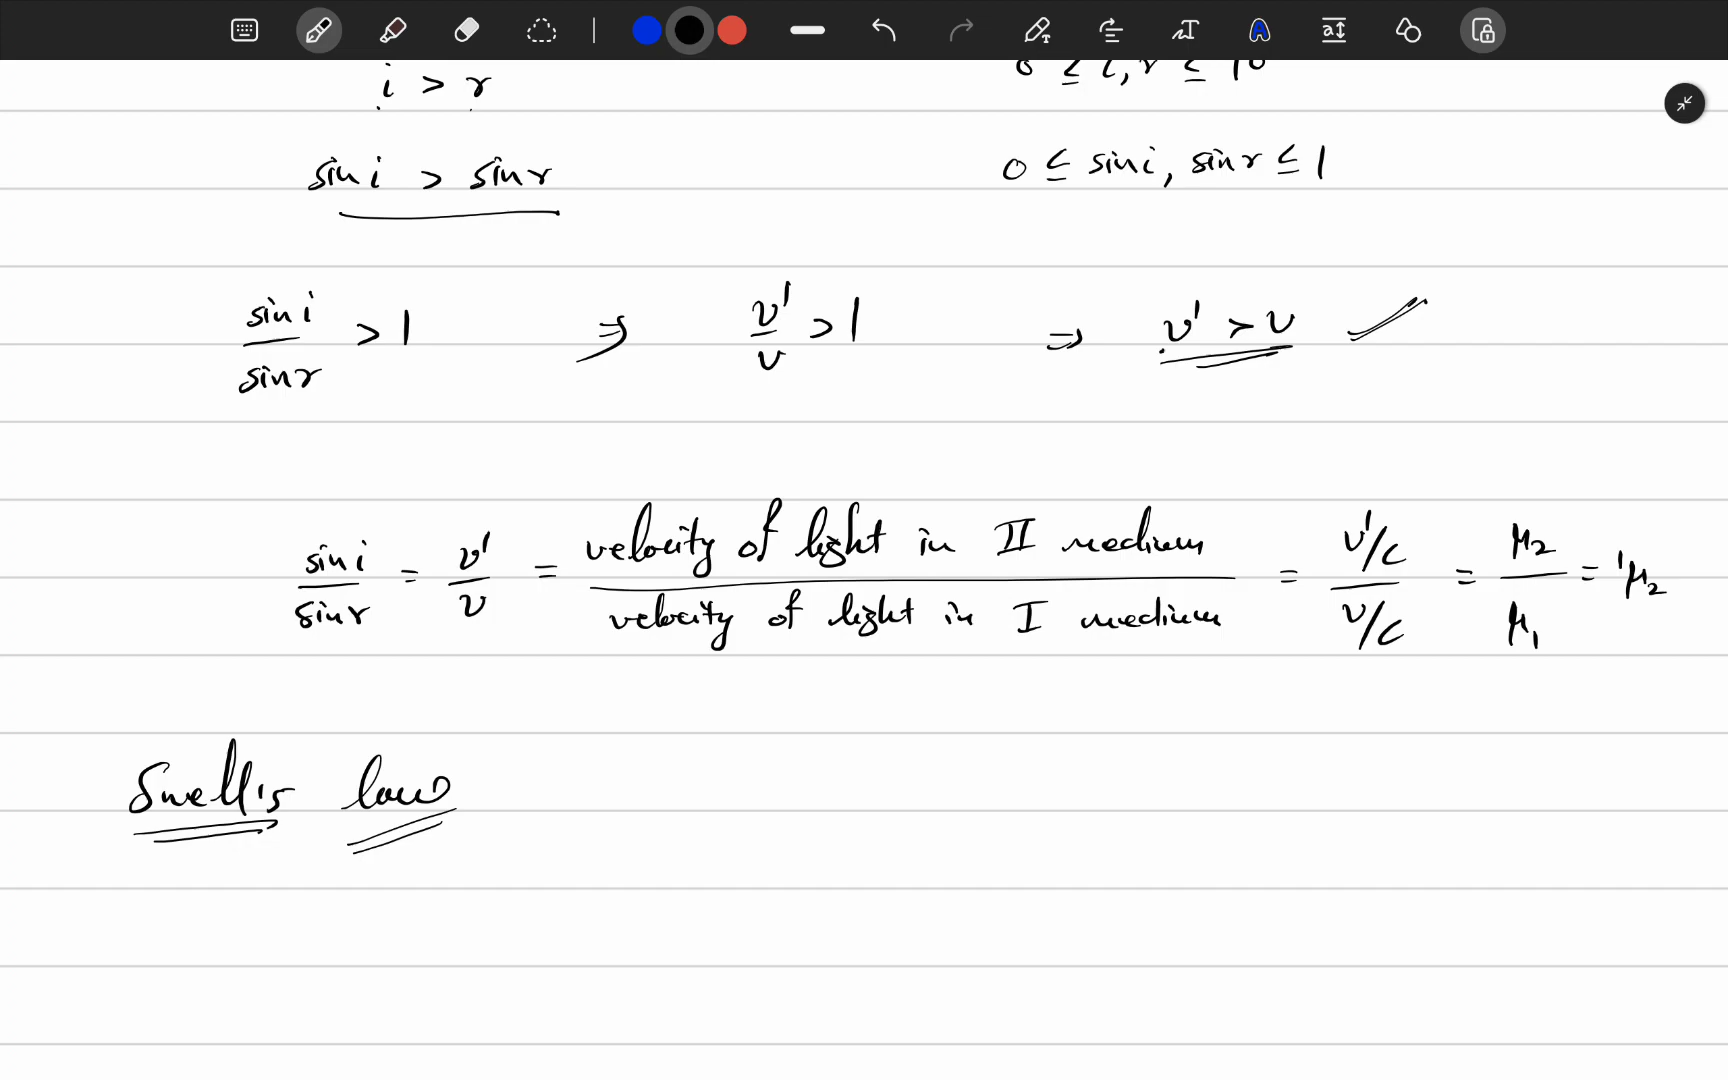 i > r
0 ≤ i, r ≤ 90
sin i > sin r
0 ≤ sin i, sin r ≤ 1
sin i / sin r > 1 ⇒ v' / v > 1 ⇒ v' > v
sin i / sin r = v' / v = velocity of light in II medium / velocity of light in I medium = v'/c / v/c = μ₂ / μ₁ = ¹μ₂
Snell's law